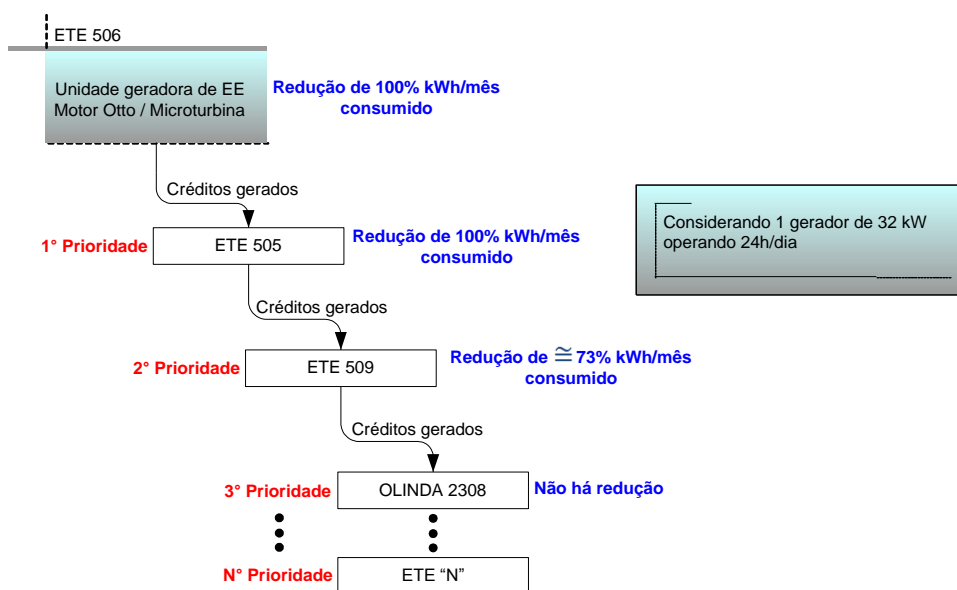 ETE 506
Unidade geradora de EE
Motor Otto / Microturbina
Redução de 100% kWh/mês
consumido
Créditos gerados
1° Prioridade
ETE 505
Redução de 100% kWh/mês
consumido
Considerando 1 gerador de 32 kW
operando 24h/dia
Créditos gerados
2° Prioridade
ETE 509
Redução de ≅ 73% kWh/mês
consumido
Créditos gerados
3° Prioridade
OLINDA 2308
Não há redução
N° Prioridade
ETE “N”